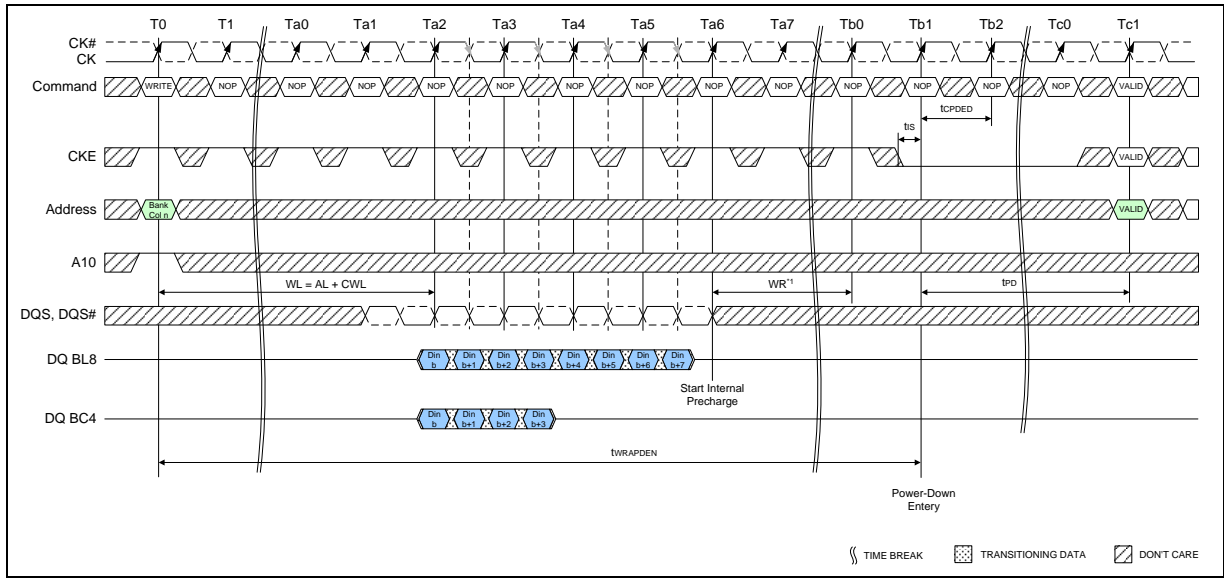 T0 T1 Ta0 Ta1 Ta2 Ta3 Ta4 Ta5 Ta6 Ta7 Tb0 Tb1 Tb2 Tc0 Tc1
CK#
CK
Command WRITE NOP NOP NOP NOP NOP NOP NOP NOP NOP NOP NOP NOP NOP VALID
tCPDED
tIS
CKE VALID
Address Bank Col n VALID
A10
WL = AL + CWL WR*1 tPD
DQS, DQS#
DQ BL8 Din b Din b+1 Din b+2 Din b+3 Din b+4 Din b+5 Din b+6 Din b+7
Start Internal
Precharge
DQ BC4 Din b Din b+1 Din b+2 Din b+3
tWRAPDEN
Power-Down
Entery
TIME BREAK TRANSITIONING DATA DON'T CARE